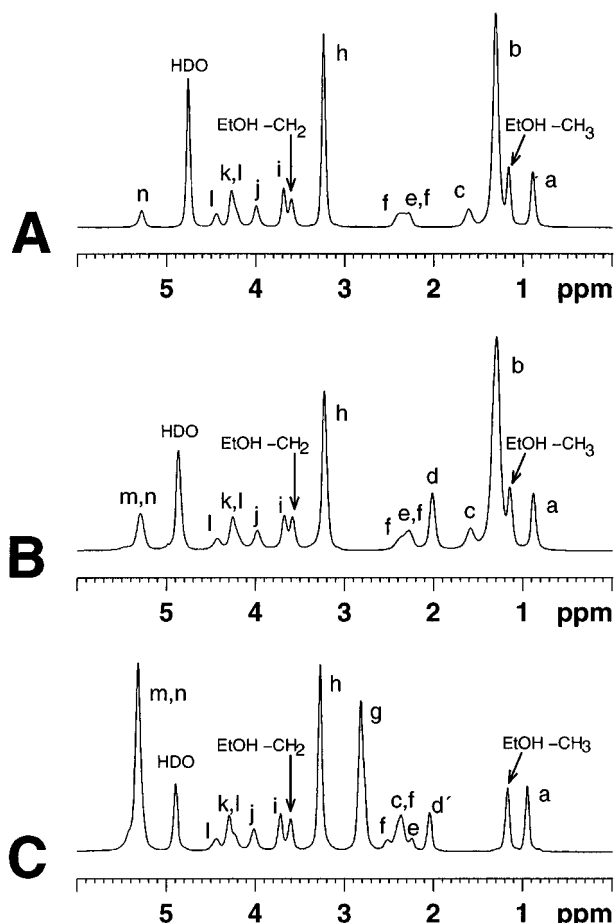 b
h
HDO
EtOH –CH₂
EtOH –CH₃
n
l
k,l
j
i
f
e,f
c
a
A
5 4 3 2 1 ppm
b
h
HDO
EtOH –CH₂
EtOH –CH₃
m,n
l
k,l
j
i
f
e,f
d
c
a
B
5 4 3 2 1 ppm
m,n
h
g
HDO
EtOH –CH₂
EtOH –CH₃
l
k,l
j
i
f
c,f
e
d´
a
C
5 4 3 2 1 ppm